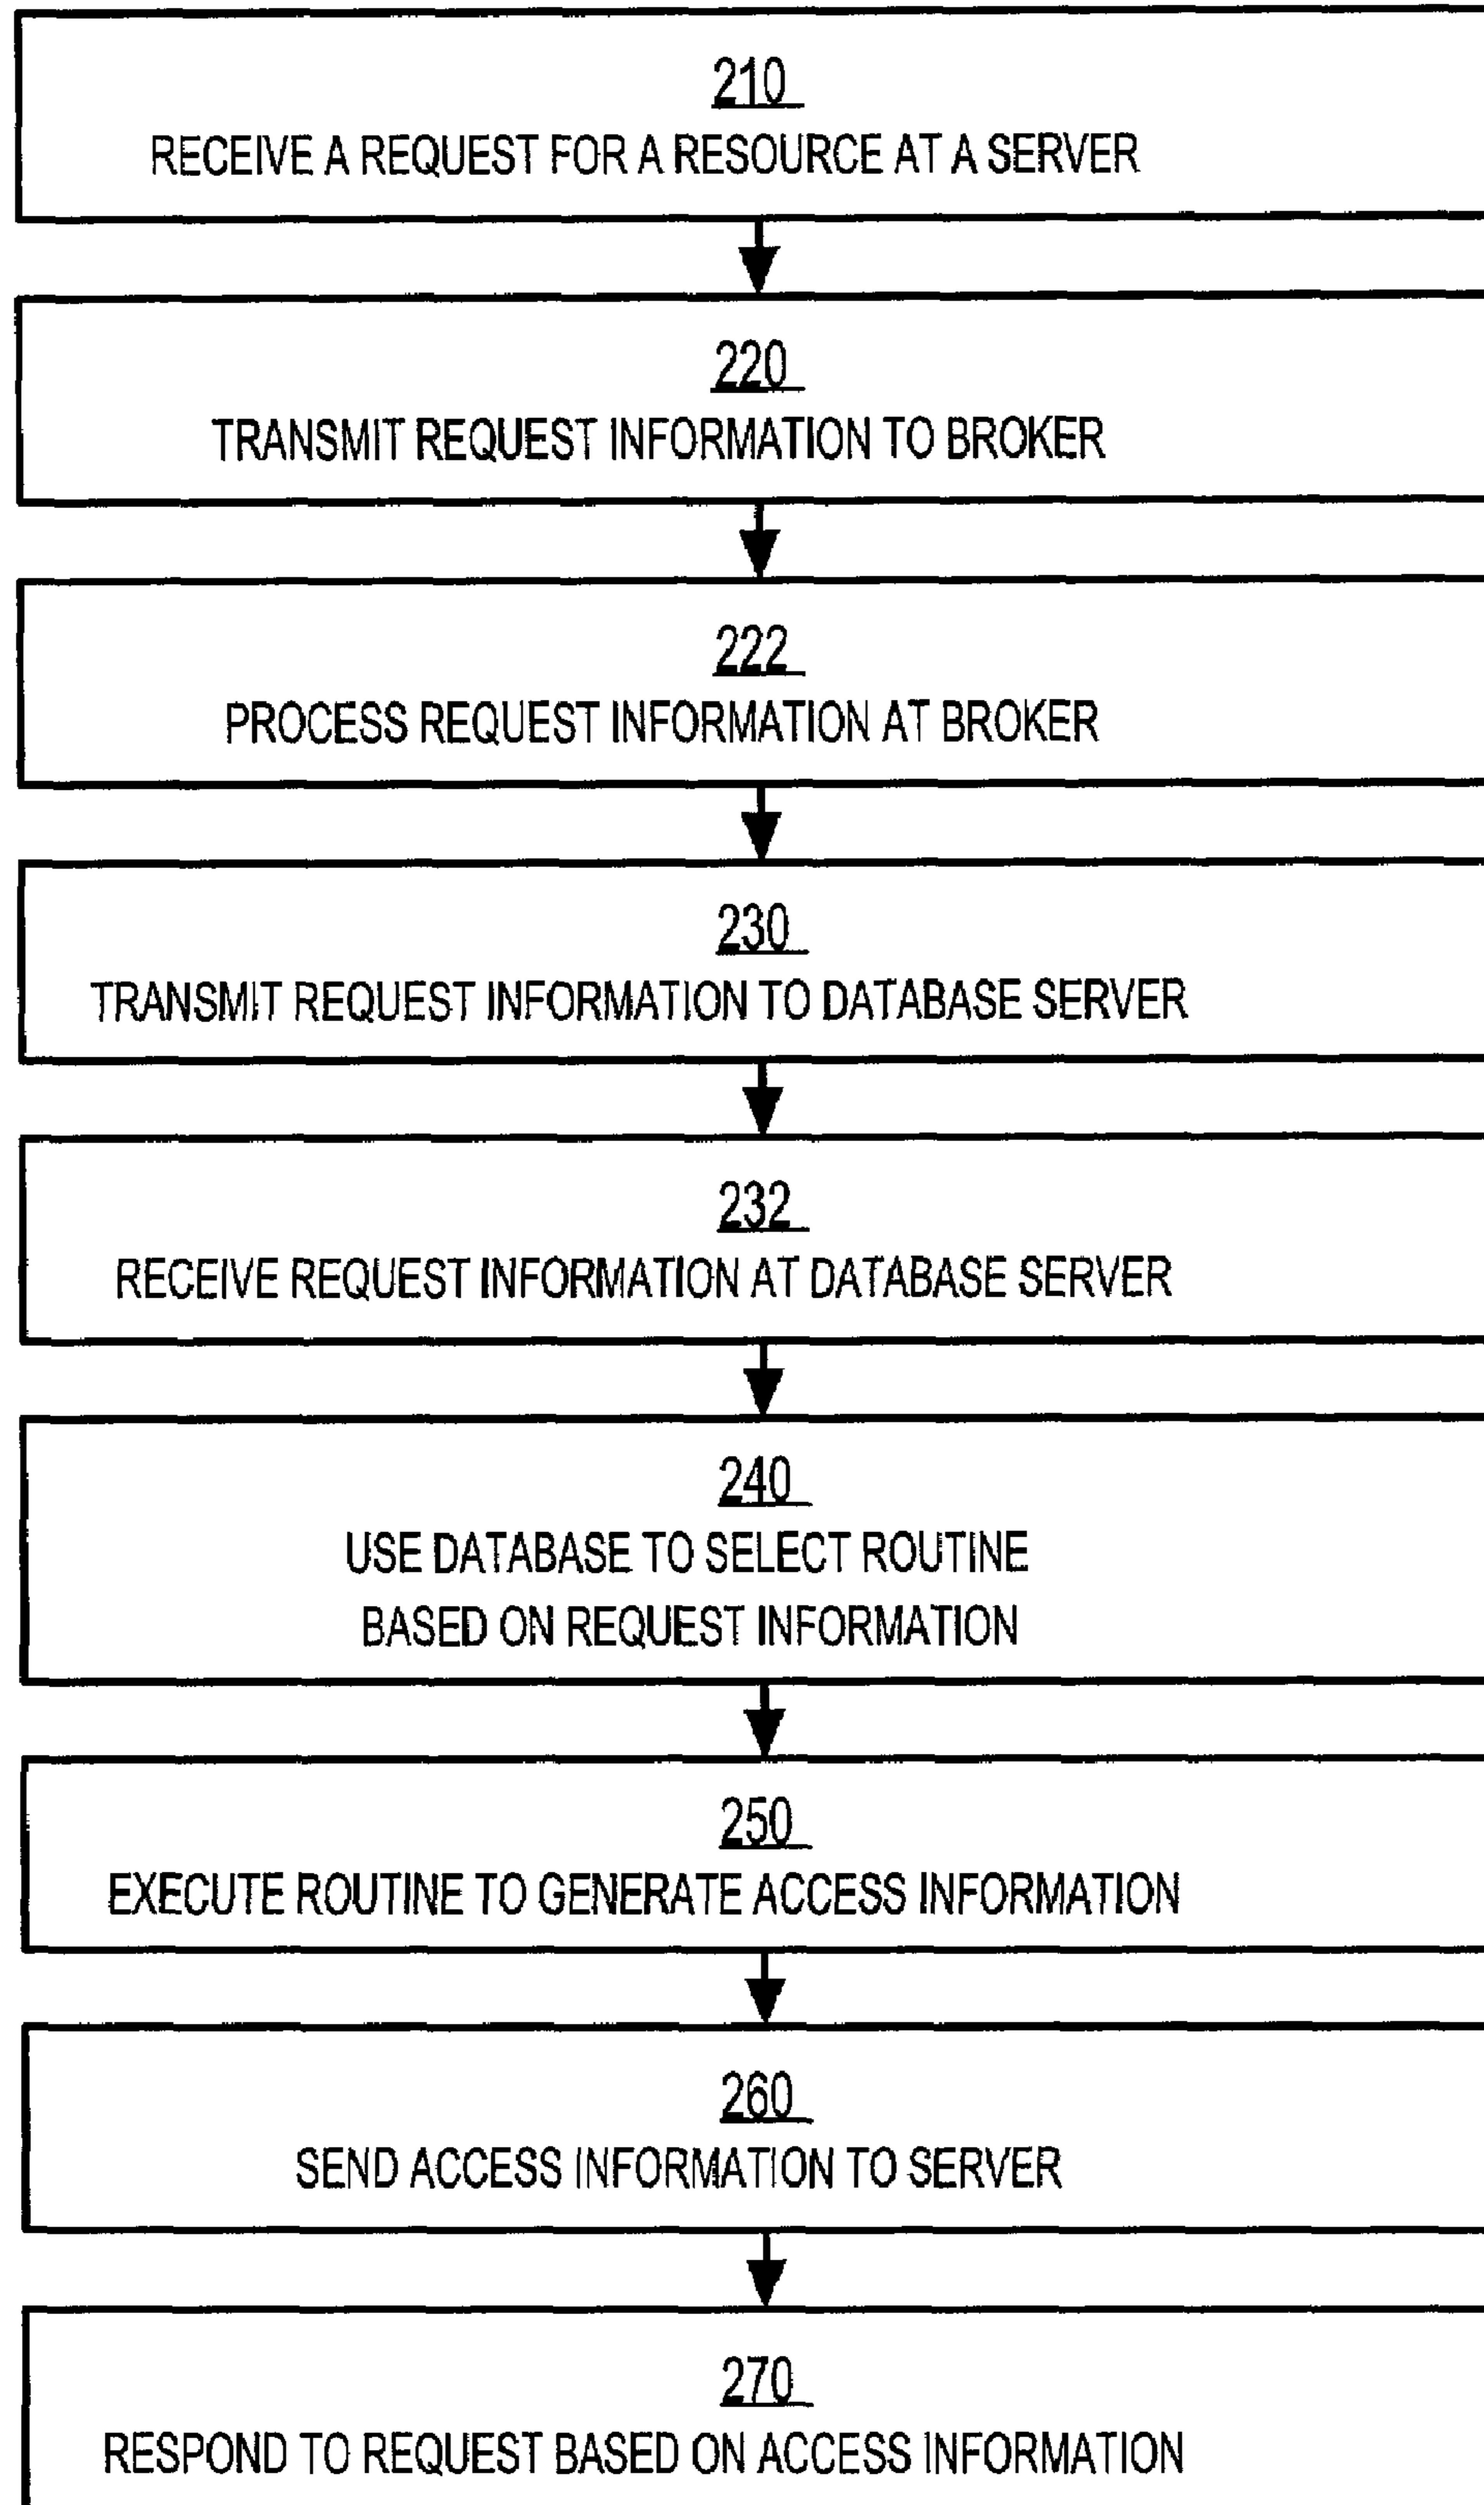 210
RECEIVE A REQUEST FOR A RESOURCE AT A SERVER
220
TRANSMIT REQUEST INFORMATION TO BROKER
222
PROCESS REQUEST INFORMATION AT BROKER
230
TRANSMIT REQUEST INFORMATION TO DATABASE SERVER
232
RECEIVE REQUEST INFORMATION AT DATABASE SERVER
240
USE DATABASE TO SELECT ROUTINE
BASED ON REQUEST INFORMATION
250
EXECUTE ROUTINE TO GENERATE ACCESS INFORMATION
260
SEND ACCESS INFORMATION TO SERVER
270
RESPOND TO REQUEST BASED ON ACCESS INFORMATION